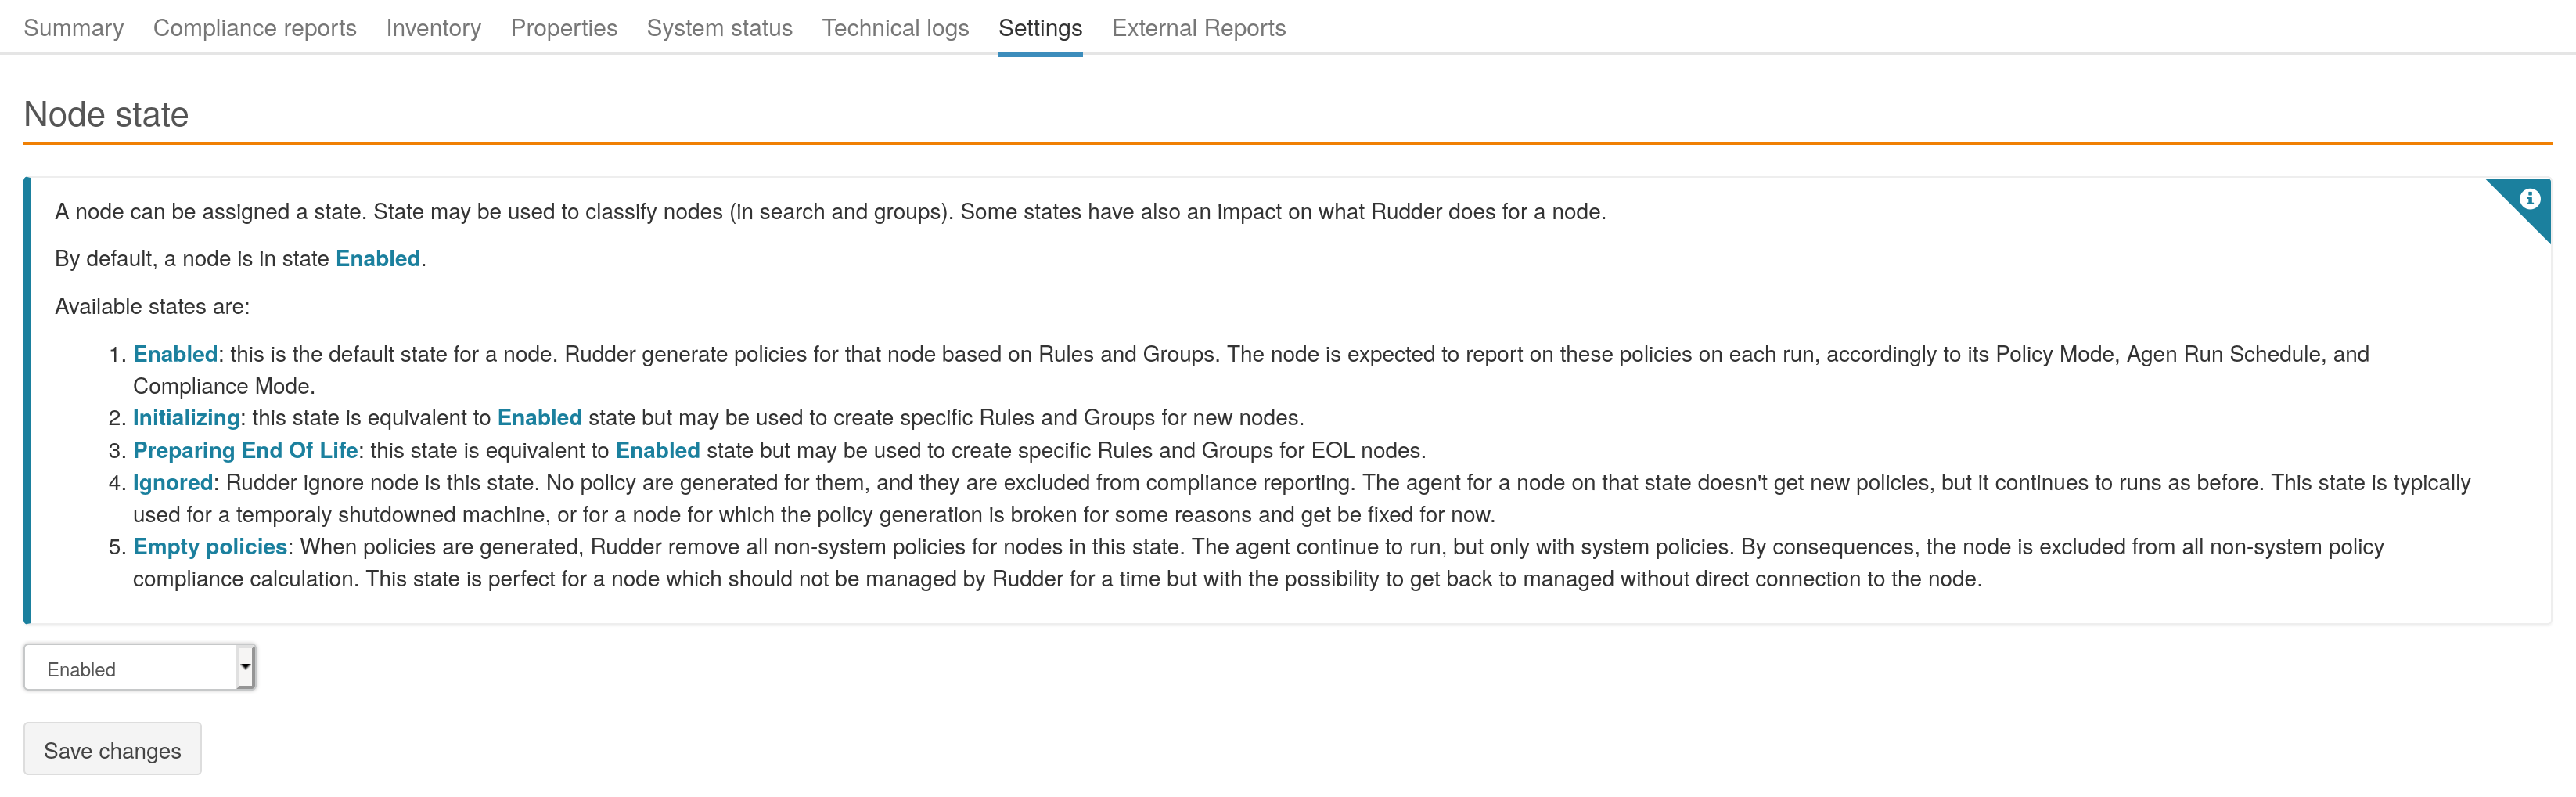 Summary Compliance reports Inventory Properties System status Technical logs Settings External Reports
Node state
A node can be assigned a state. State may be used to classify nodes (in search and groups). Some states have also an impact on what Rudder does for a node.
By default, a node is in state Enabled.
Available states are:
1. Enabled: this is the default state for a node. Rudder generate policies for that node based on Rules and Groups. The node is expected to report on these policies on each run, accordingly to its Policy Mode, Agen Run Schedule, and
Compliance Mode.
2. Initializing: this state is equivalent to Enabled state but may be used to create specific Rules and Groups for new nodes.
3. Preparing End Of Life: this state is equivalent to Enabled state but may be used to create specific Rules and Groups for EOL nodes.
4. Ignored: Rudder ignore node is this state. No policy are generated for them, and they are excluded from compliance reporting. The agent for a node on that state doesn't get new policies, but it continues to runs as before. This state is typically
used for a temporaly shutdowned machine, or for a node for which the policy generation is broken for some reasons and get be fixed for now.
5. Empty policies: When policies are generated, Rudder remove all non-system policies for nodes in this state. The agent continue to run, but only with system policies. By consequences, the node is excluded from all non-system policy
compliance calculation. This state is perfect for a node which should not be managed by Rudder for a time but with the possibility to get back to managed without direct connection to the node.
Enabled
Save changes